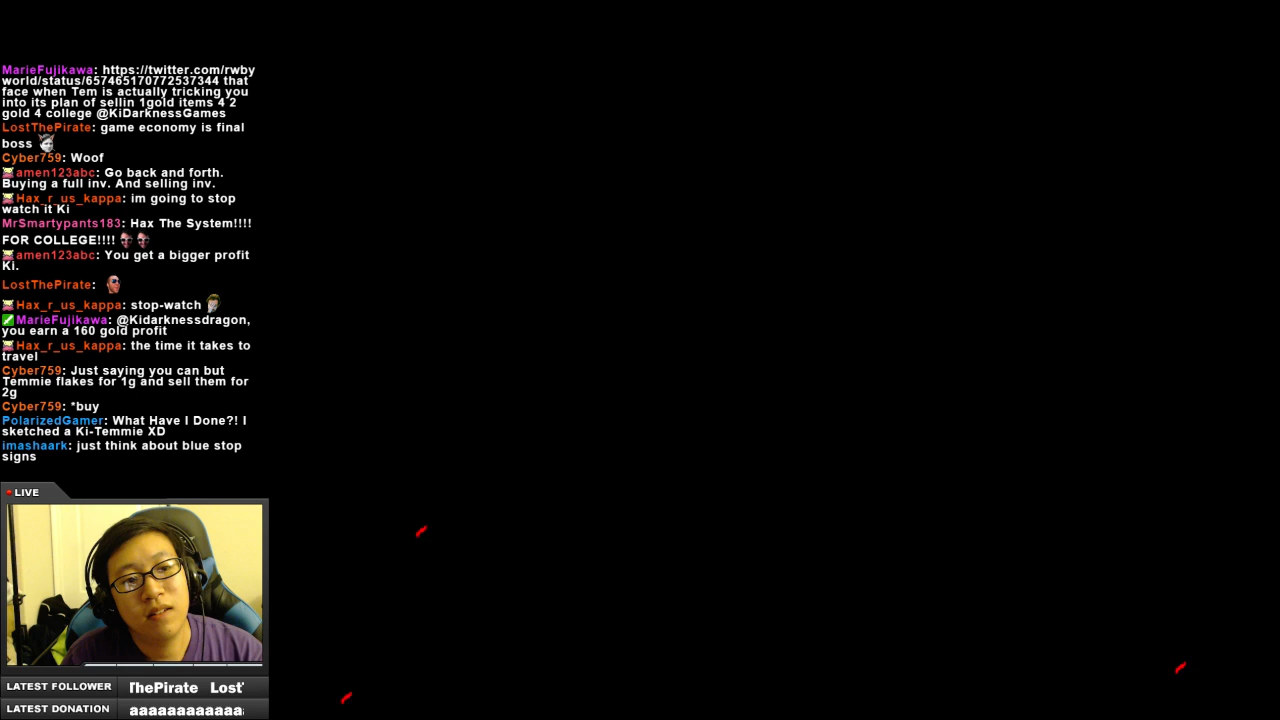 MarieFujikawa: https://twitter.com/rwby
world/status/657465170772537344 that
face when Tem is actually tricking you
into its plan of sellin 1gold items 4 2
gold 4 college @KiDarknessGames
LostThePirate: game economy is final
boss
Cyber759: Woof
amen123abc: Go back and forth.
Buying a full inv. And selling inv.
Hax_r_us_kappa: im going to stop
watch it Ki
MrSmartypants183: Hax The System!!!!
FOR COLLEGE!!!!
amen123abc: You get a bigger profit
Ki.
LostThePirate:
Hax_r_us_kappa: stop-watch
MarieFujikawa: @Kidarknessdragon,
you earn a 160 gold profit
Hax_r_us_kappa: the time it takes to
travel
Cyber759: Just saying you can but
Temmie flakes for 1g and sell them for
2g
Cyber759: *buy
PolarizedGamer: What Have I Done?! I
sketched a Ki-Temmie XD
imashaark: just think about blue stop
signs
LIVE
LATEST FOLLOWER ThePirate Lost
LATEST DONATION aaaaaaaaaaaa